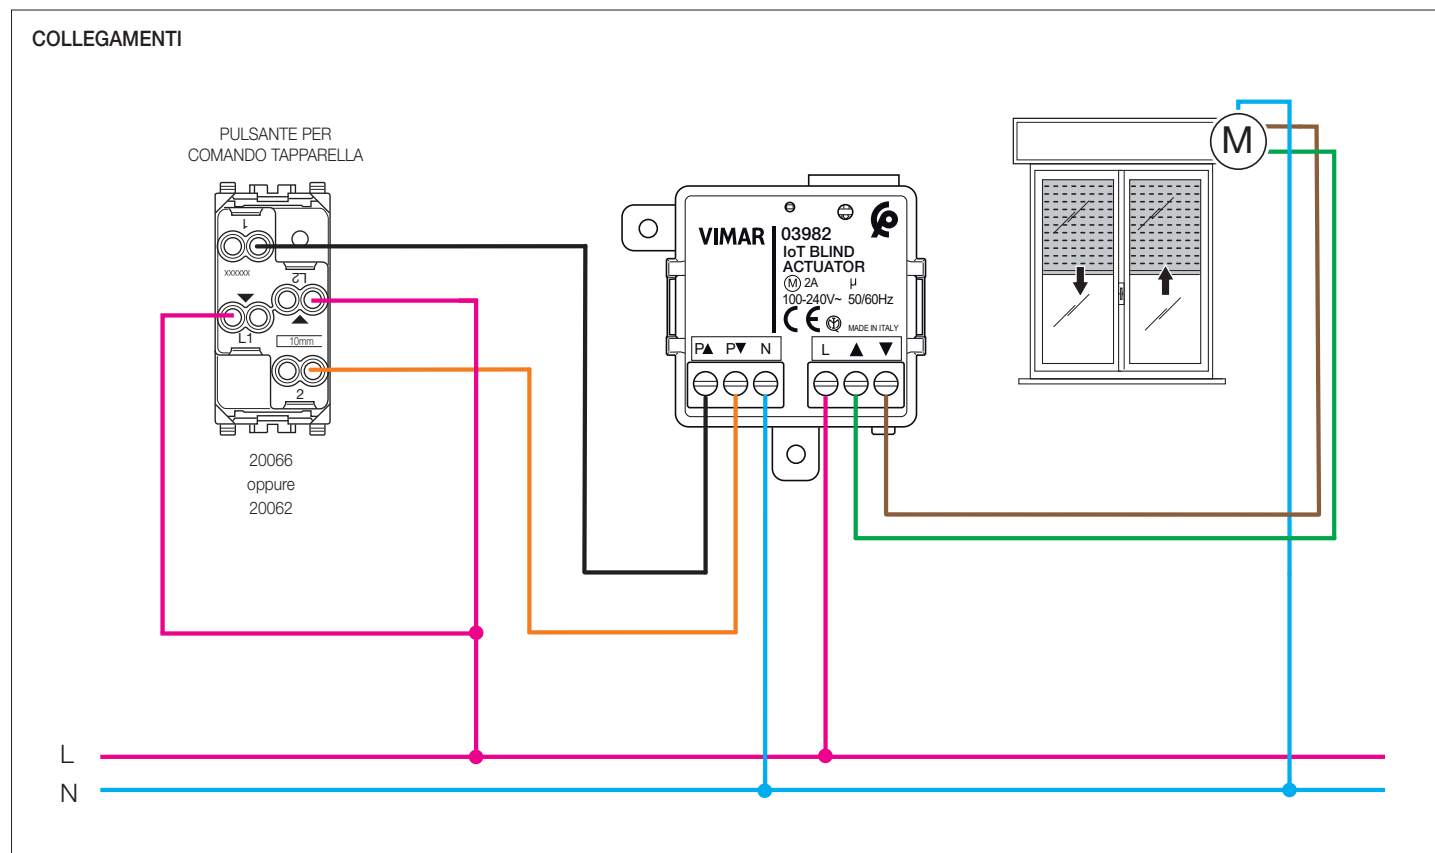 COLLEGAMENTI
PULSANTE PER
COMANDO TAPPARELLA
1
xxxxxx
L2
L1
10mm
2
20066
oppure
20062
VIMAR
03982
IoT BLIND
ACTUATOR
M 2A µ
100-240V~ 50/60Hz
CE MADE IN ITALY
P▲ P▼ N
L ▲ ▼
M
L
N